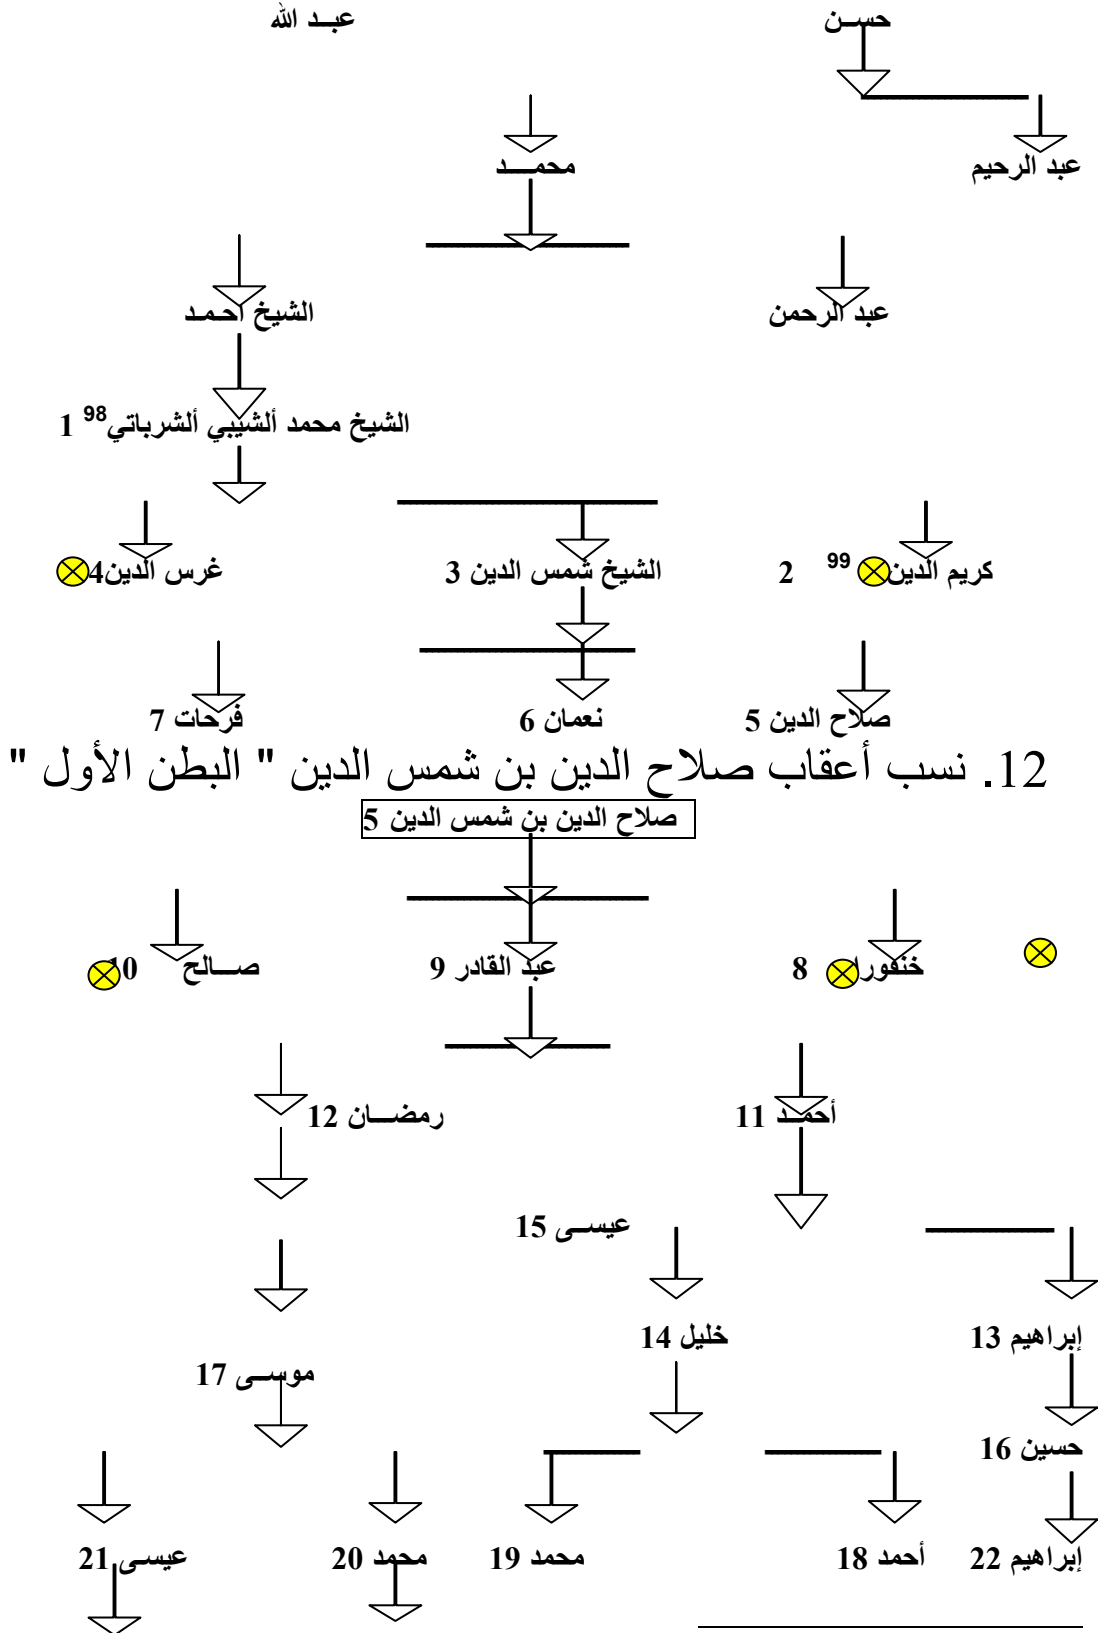 حسن عبد الله
عبد الرحيم
محمد
عبد الرحمن الشيخ احمد
الشيخ محمد ألشيبي ألشرباتي98 1
كريم الدين 99 2 الشيخ شمس الدين 3 غرس الدين4
صلاح الدين 5 نعمان 6 فرحات 7
12. نسب أعقاب صلاح الدين بن شمس الدين " البطن الأول "
صلاح الدين بن شمس الدين 5
خنفورا 8 عبد القادر 9 صالح 10
أحمد 11 رمضان 12
عيسى 15
إبراهيم 13 خليل 14
موسى 17
حسين 16
إبراهيم 22 أحمد 18 محمد 19 محمد 20 عيسى 21